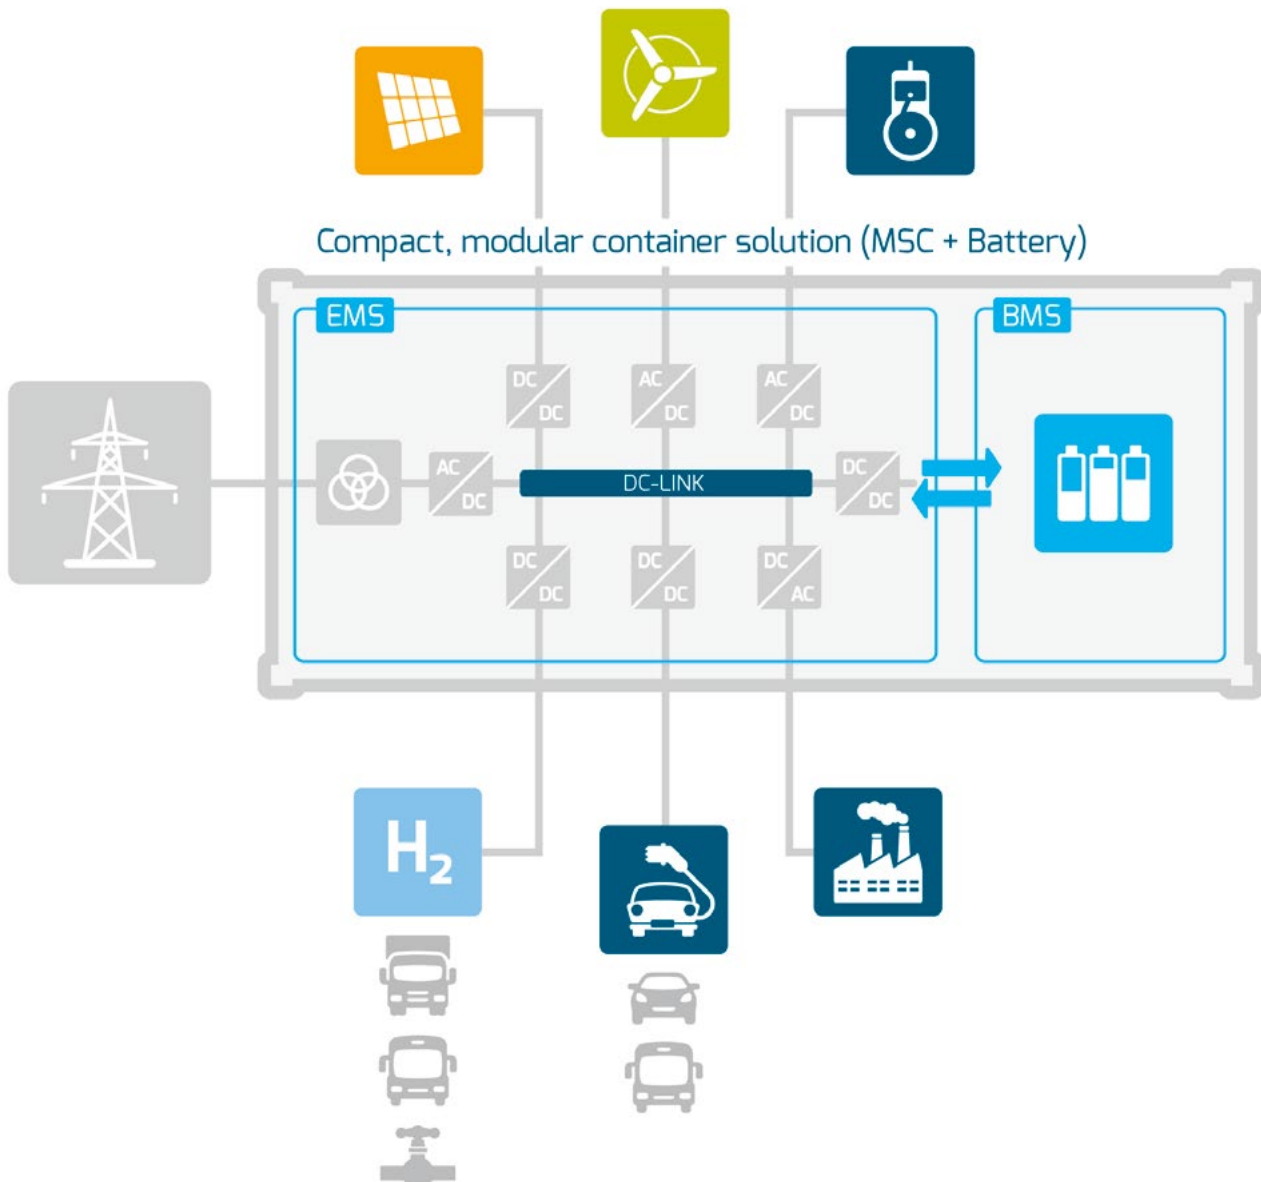 Compact, modular container solution (MSC + Battery)
EMS
BMS
DC
DC
AC
DC
AC
DC
AC
DC
DC-LINK
DC
DC
DC
DC
DC
DC
DC
AC
H₂